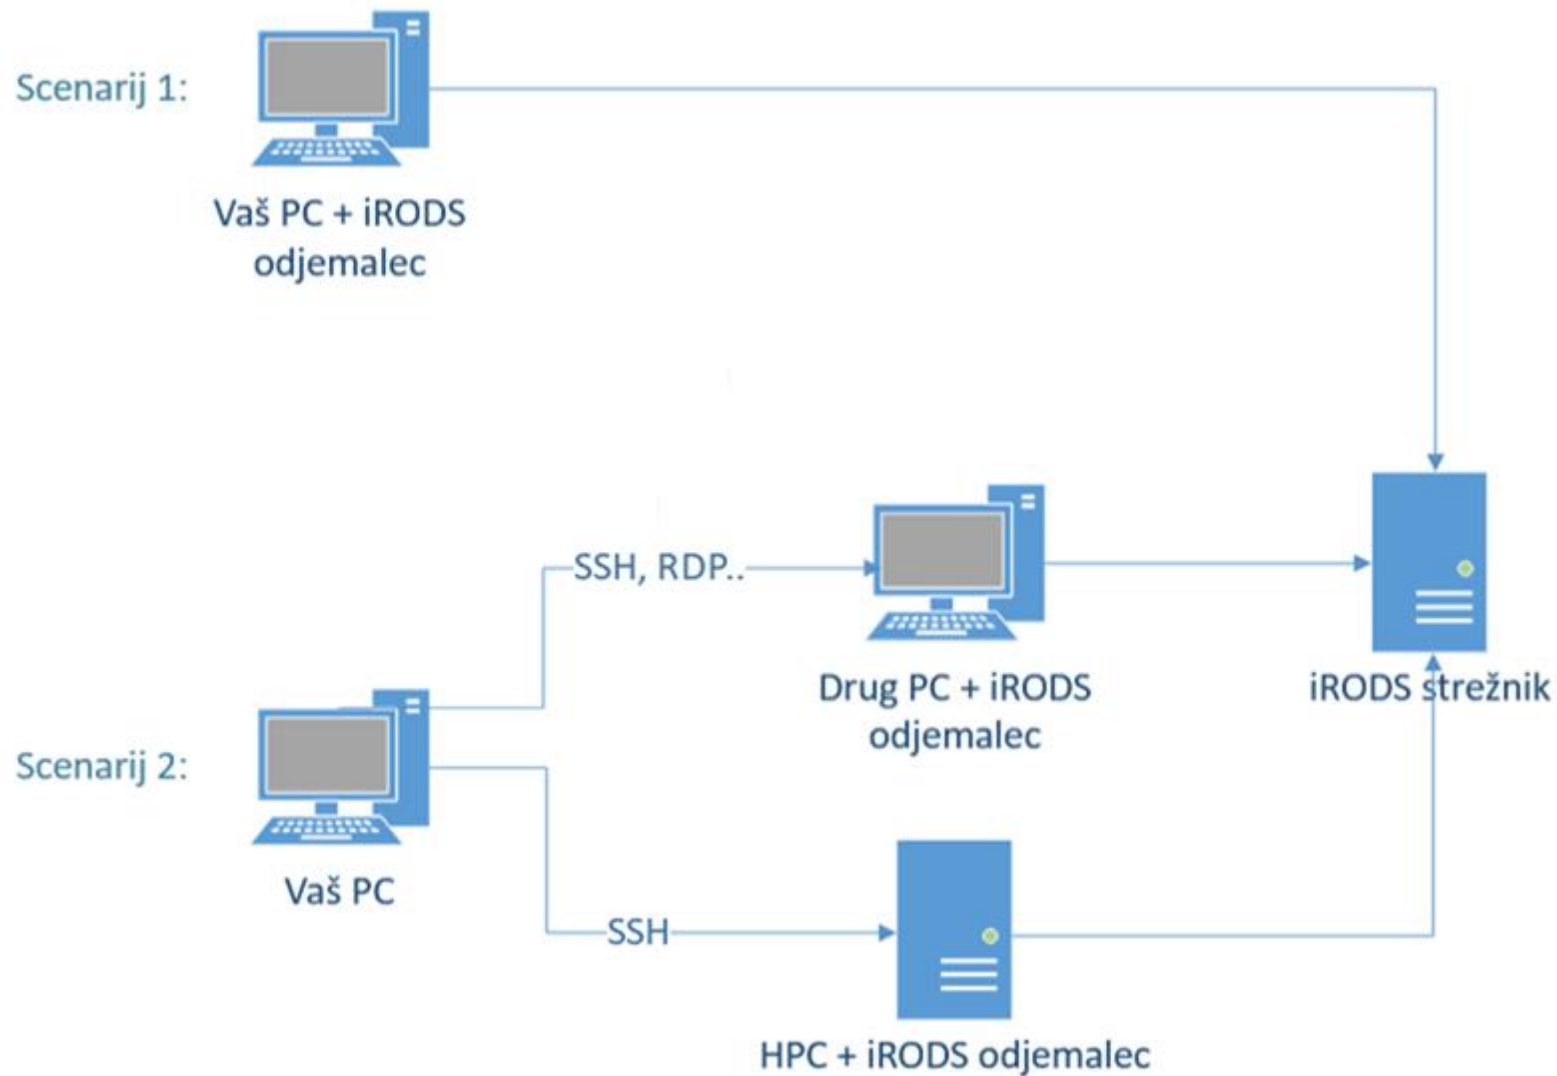 Scenarij 1:
Vaš PC + iRODS
odjemalec
SSH, RDP..
Drug PC + iRODS
odjemalec
iRODS strežnik
Scenarij 2:
Vaš PC
SSH
HPC + iRODS odjemalec